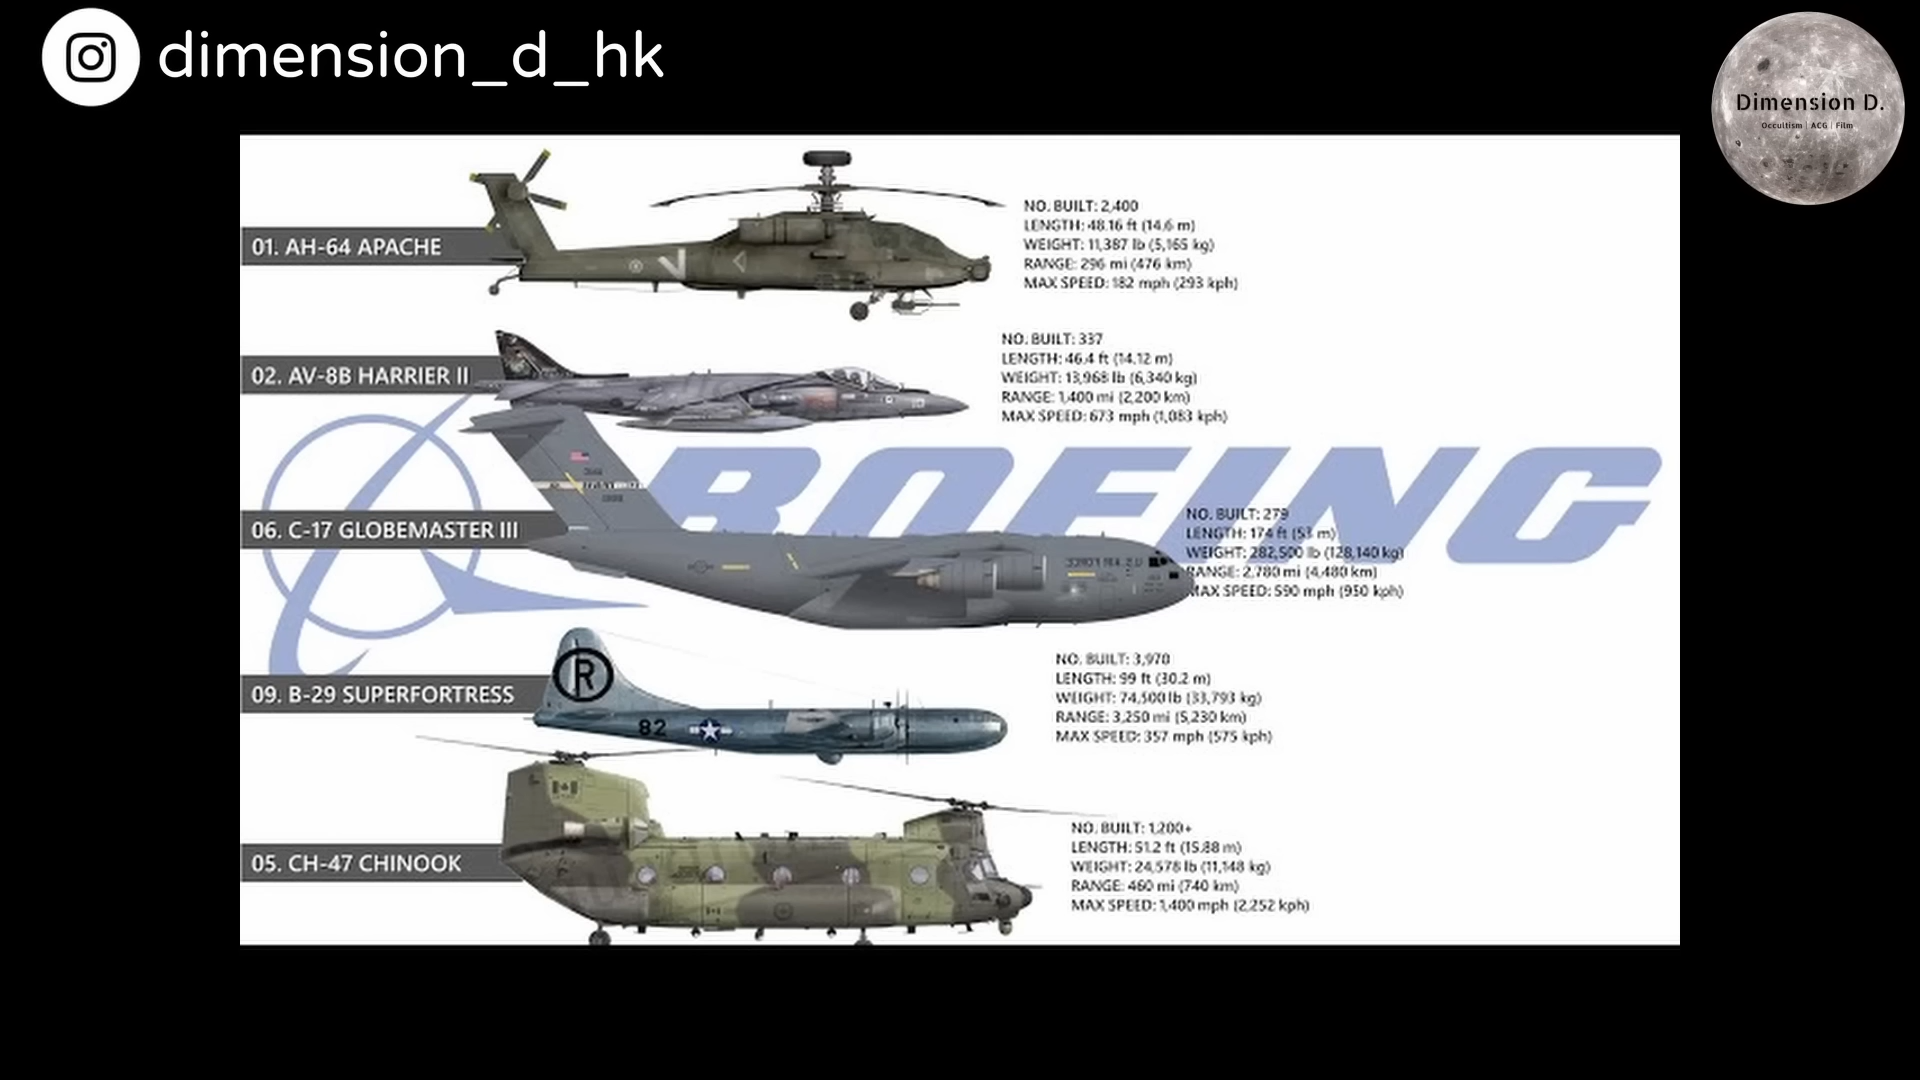 dimension_d_hk
Dimension D.
Occultism | ACG | Film
01. AH-64 APACHE
NO. BUILT: 2,400
LENGTH: 48.16 ft (14.6 m)
WEIGHT: 11,387 lb (5,165 kg)
RANGE: 296 mi (476 km)
MAX SPEED: 182 mph (293 kph)
02. AV-8B HARRIER II
NO. BUILT: 337
LENGTH: 46.4 ft (14.12 m)
WEIGHT: 13,968 lb (6,340 kg)
RANGE: 1,400 mi (2,200 km)
MAX SPEED: 673 mph (1,083 kph)
BOEING
06. C-17 GLOBEMASTER III
NO. BUILT: 279
LENGTH: 174 ft (53 m)
WEIGHT: 282,500 lb (128,140 kg)
RANGE: 2,780 mi (4,480 km)
MAX SPEED: 590 mph (950 kph)
09. B-29 SUPERFORTRESS
R
82
NO. BUILT: 3,970
LENGTH: 99 ft (30.2 m)
WEIGHT: 74,500 lb (33,793 kg)
RANGE: 3,250 mi (5,230 km)
MAX SPEED: 357 mph (575 kph)
05. CH-47 CHINOOK
NO. BUILT: 1,200+
LENGTH: 51.2 ft (15.88 m)
WEIGHT: 24,578 lb (11,148 kg)
RANGE: 460 mi (740 km)
MAX SPEED: 1,400 mph (2,252 kph)